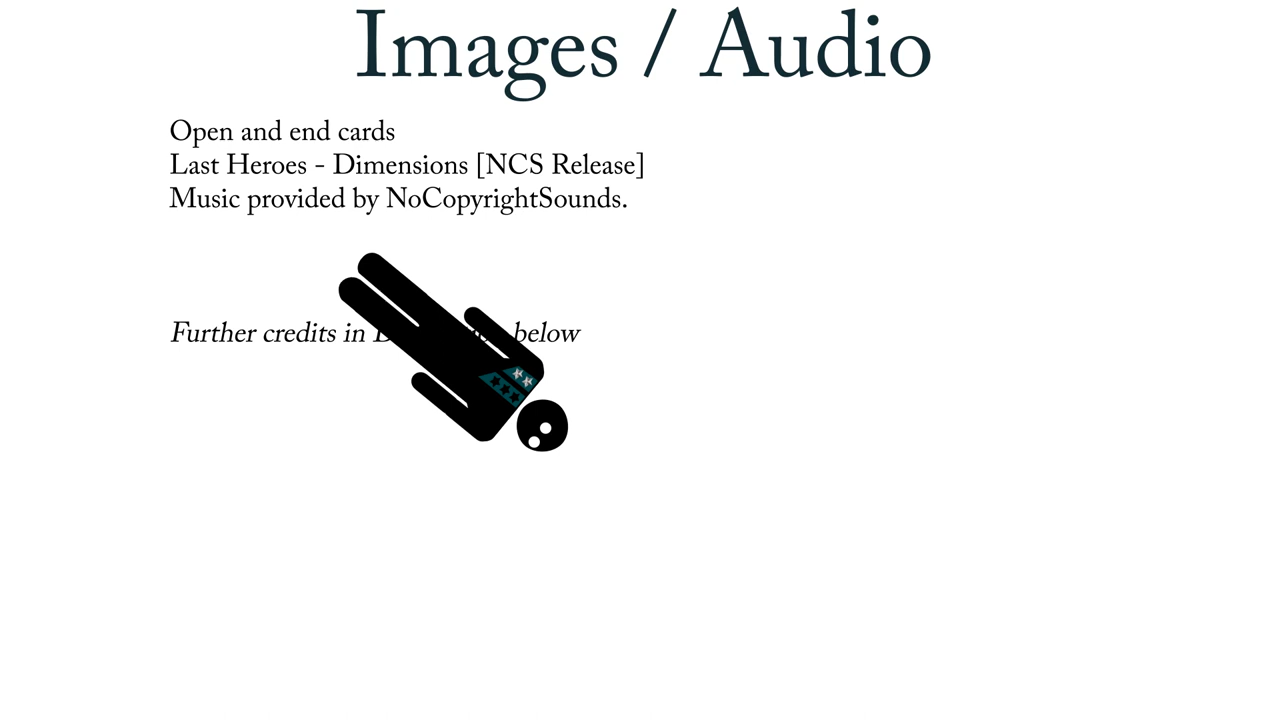 Images / Audio
Open and end cards
Last Heroes - Dimensions [NCS Release]
Music provided by NoCopyrightSounds.
Further credits in below